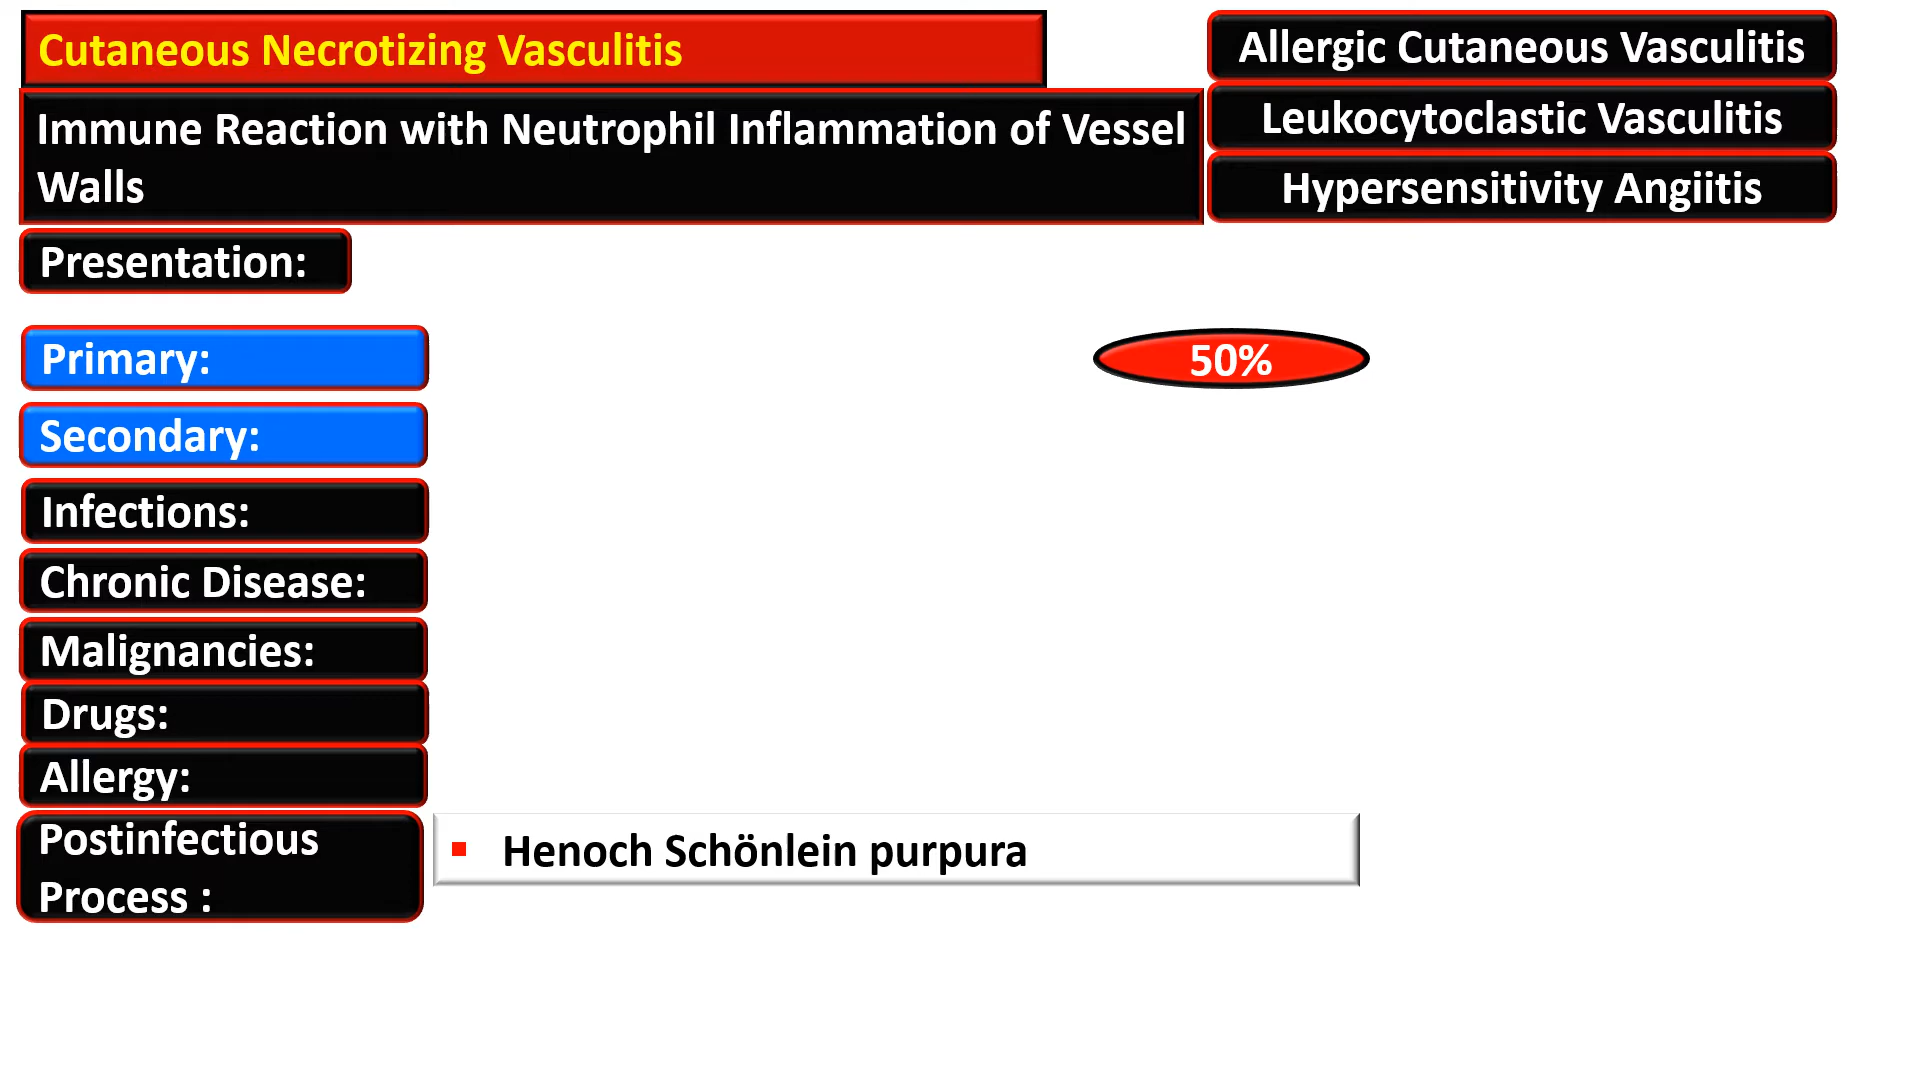 Cutaneous Necrotizing Vasculitis
Immune Reaction with Neutrophil Inflammation of Vessel
Walls
Allergic Cutaneous Vasculitis
Leukocytoclastic Vasculitis
Hypersensitivity Angiitis
Presentation:
Primary:
50%
Secondary:
Infections:
Chronic Disease:
Malignancies:
Drugs:
Allergy:
Postinfectious
Process :
▪ Henoch Schönlein purpura